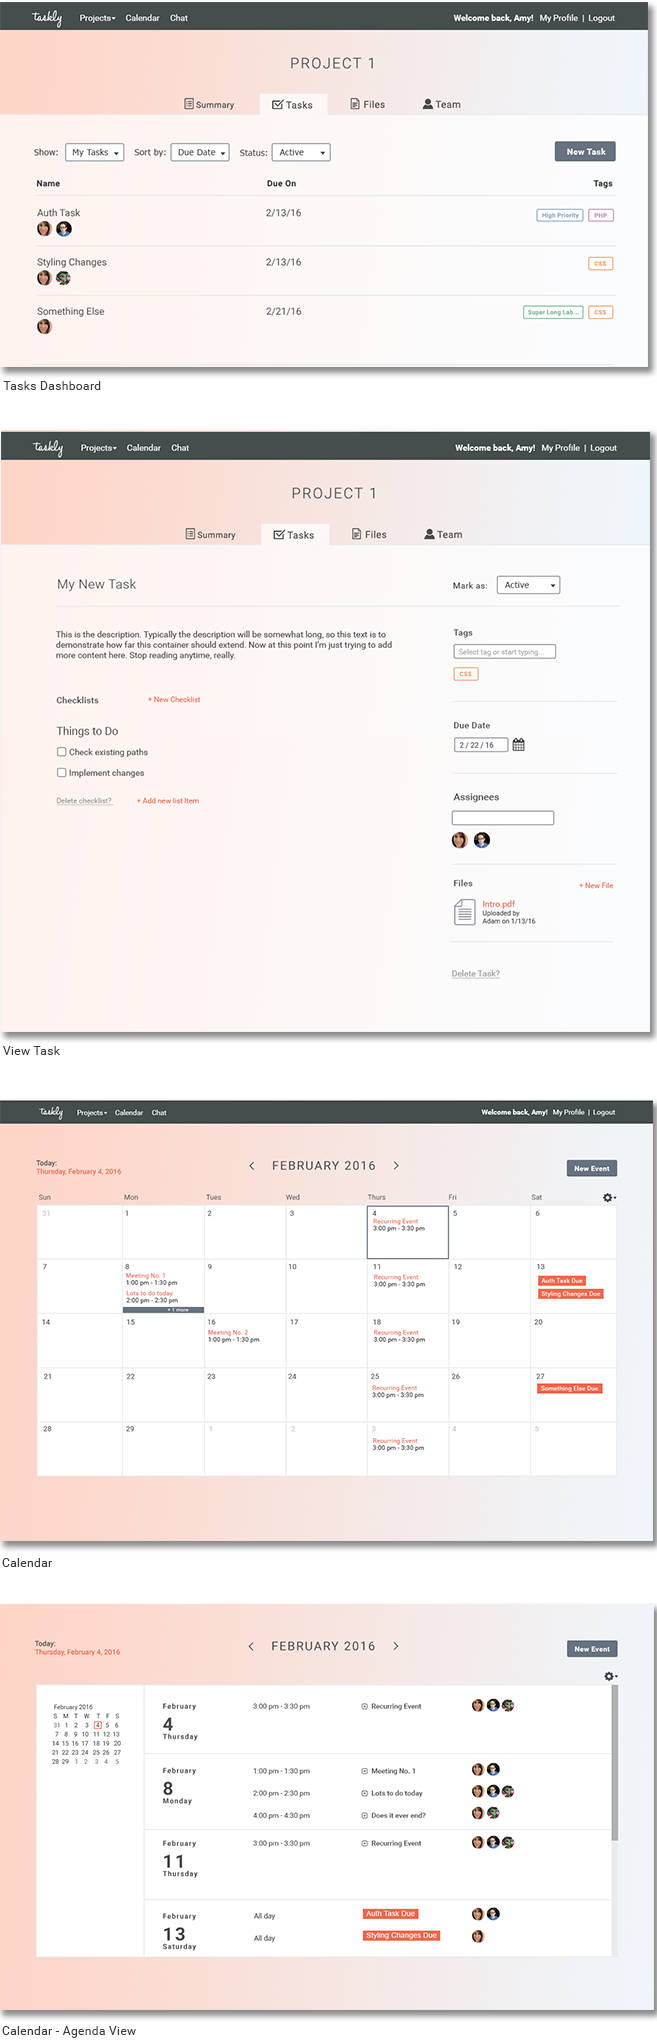 Taskly Projects Calendar Chat Welcome back, Amy! My Profile | Logout
PROJECT 1
Summary Tasks Files Team
Show: My Tasks Sort by: Due Date Status: Active New Task
Name Due On Tags
Auth Task 2/13/16 High Priority PHP
Styling Changes 2/13/16 CSS
Something Else 2/21/16 Super Long Lab... CSS
Tasks Dashboard
Taskly Projects Calendar Chat Welcome back, Amy! My Profile | Logout
PROJECT 1
Summary Tasks Files Team
My New Task
Mark as: Active
This is the description. Typically the description will be somewhat long, so this text is to
demonstrate how far this container should extend. Now at this point I'm just trying to add
more content here. Stop reading anytime, really.
Checklists + New Checklist
Things to Do
Check existing paths
Implement changes
Delete checklist? + Add new list Item
Tags
Select tag or start typing...
CSS
Due Date
2 / 22 / 16
Assignees
Files + New File
Intro.pdf
Uploaded by
Adam on 1/13/16
Delete Task?
View Task
Taskly Projects Calendar Chat Welcome back, Amy! My Profile | Logout
Today:
Thursday, February 4, 2016
< FEBRUARY 2016 >
New Event
Sun Mon Tues Wed Thurs Fri Sat
31 1 2 3 4 5 6
Recurring Event
3:00 pm - 3:30 pm
7 8 9 10 11 12 13
Meeting No. 1
1:00 pm - 1:30 pm
Lots to do today
2:00 pm - 2:30 pm
+ 1 more
Recurring Event
3:00 pm - 3:30 pm
Auth Task Due
Styling Changes Due
14 15 16 17 18 19 20
Meeting No. 2
1:00 pm - 1:30 pm
Recurring Event
3:00 pm - 3:30 pm
21 22 23 24 25 26 27
Recurring Event
3:00 pm - 3:30 pm
Something Else Due
28 29 1 2 3 4 5
Recurring Event
3:00 pm - 3:30 pm
Calendar
Today:
Thursday, February 4, 2016
< FEBRUARY 2016 >
New Event
February 2016
S M T W T F S
31 1 2 3 4 5 6
7 8 9 10 11 12 13
14 15 16 17 18 19 20
21 22 23 24 25 26 27
28 29 1 2 3 4 5
February
4
Thursday
3:00 pm - 3:30 pm Recurring Event
February
8
Monday
1:00 pm - 1:30 pm Meeting No. 1
2:00 pm - 2:30 pm Lots to do today
4:00 pm - 4:30 pm Does it ever end?
February
11
Thursday
3:00 pm - 3:30 pm Recurring Event
February
13
Saturday
All day Auth Task Due
All day Styling Changes Due
Calendar - Agenda View